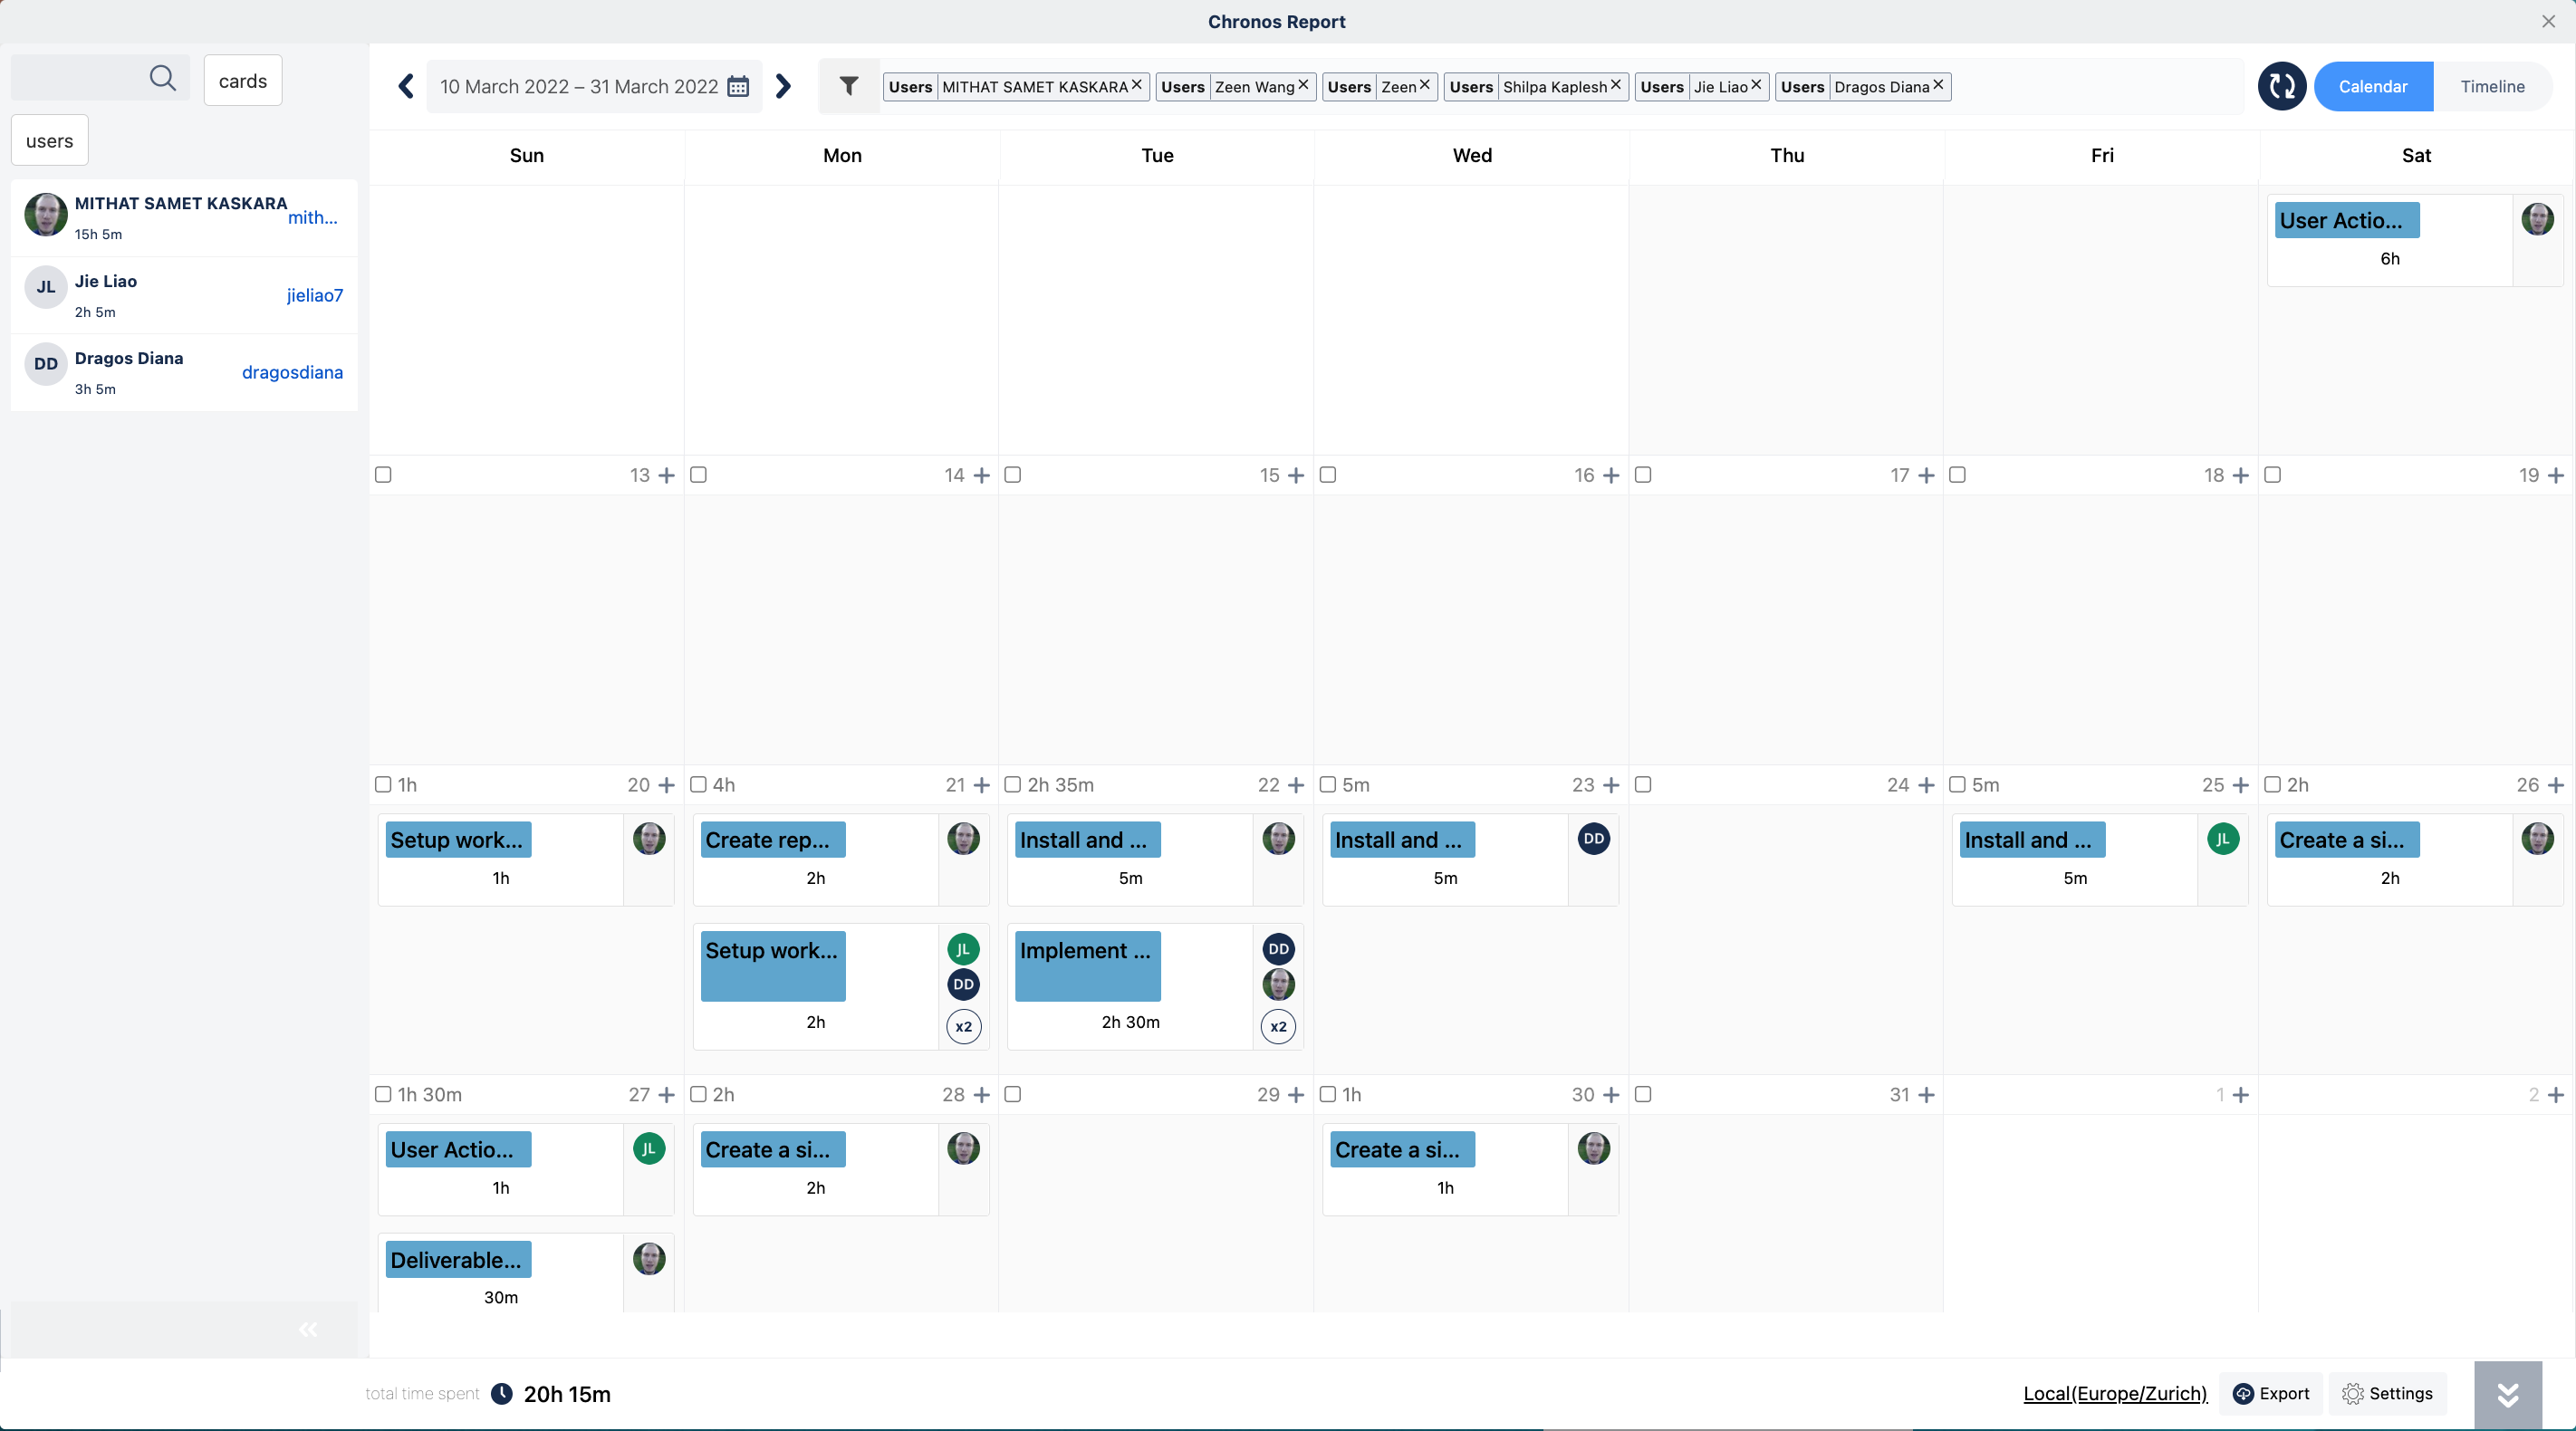 Chronos Report
cards
users
MITHAT SAMET KASKARA
mith...
15h 5m
JL
Jie Liao
jieliao7
2h 5m
DD
Dragos Diana
dragosdiana
3h 5m
10 March 2022 – 31 March 2022
Users MITHAT SAMET KASKARA Users Zeen Wang Users Zeen Users Shilpa Kaplesh Users Jie Liao Users Dragos Diana
Calendar Timeline
Sun Mon Tue Wed Thu Fri Sat
User Actio...
6h
13 14 15 16 17 18 19
1h 20 4h 21 2h 35m 22 5m 23 24 5m 25 2h 26
Setup work...
1h
Create rep...
2h
Install and ...
5m
Install and ...
5m
DD
Install and ...
5m
JL
Create a si...
2h
Setup work...
2h
JL
DD
x2
Implement ...
2h 30m
DD
x2
1h 30m 27 2h 28 29 1h 30 31 1 2
User Actio...
1h
JL
Create a si...
2h
Create a si...
1h
Deliverable...
30m
total time spent 20h 15m
Local(Europe/Zurich) Export Settings